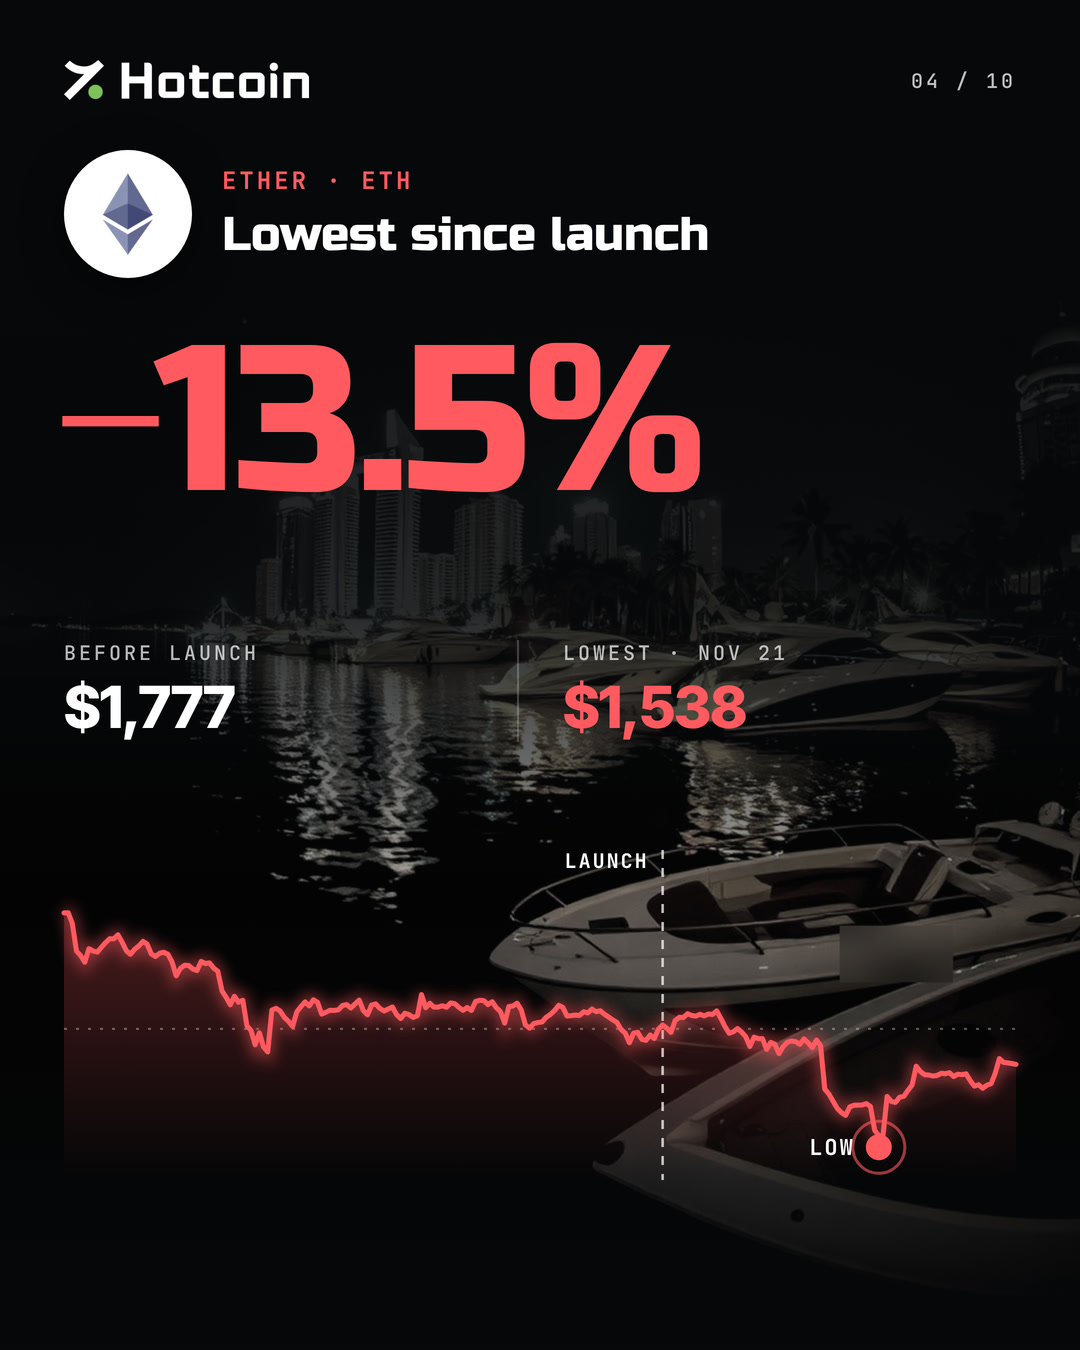 Hotcoin
04 / 10
ETHER · ETH
Lowest since launch
–13.5%
BEFORE LAUNCH
$1,777
LOWEST · NOV 21
$1,538
LAUNCH
LOW